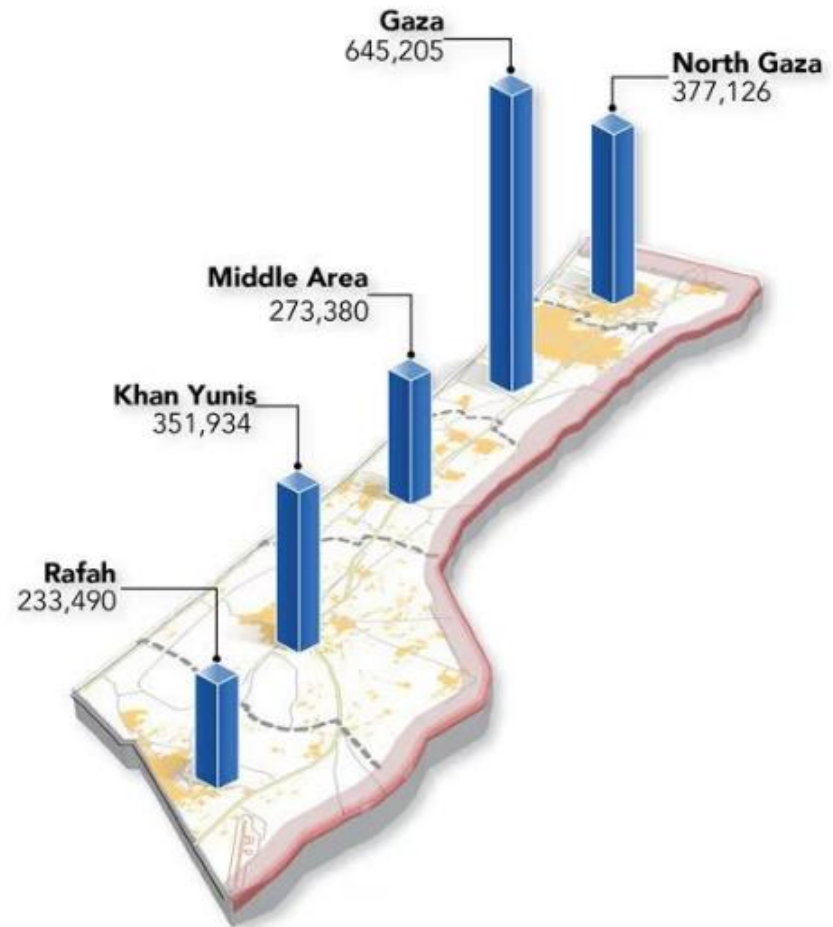 Gaza
645,205
North Gaza
377,126
Middle Area
273,380
Khan Yunis
351,934
Rafah
233,490